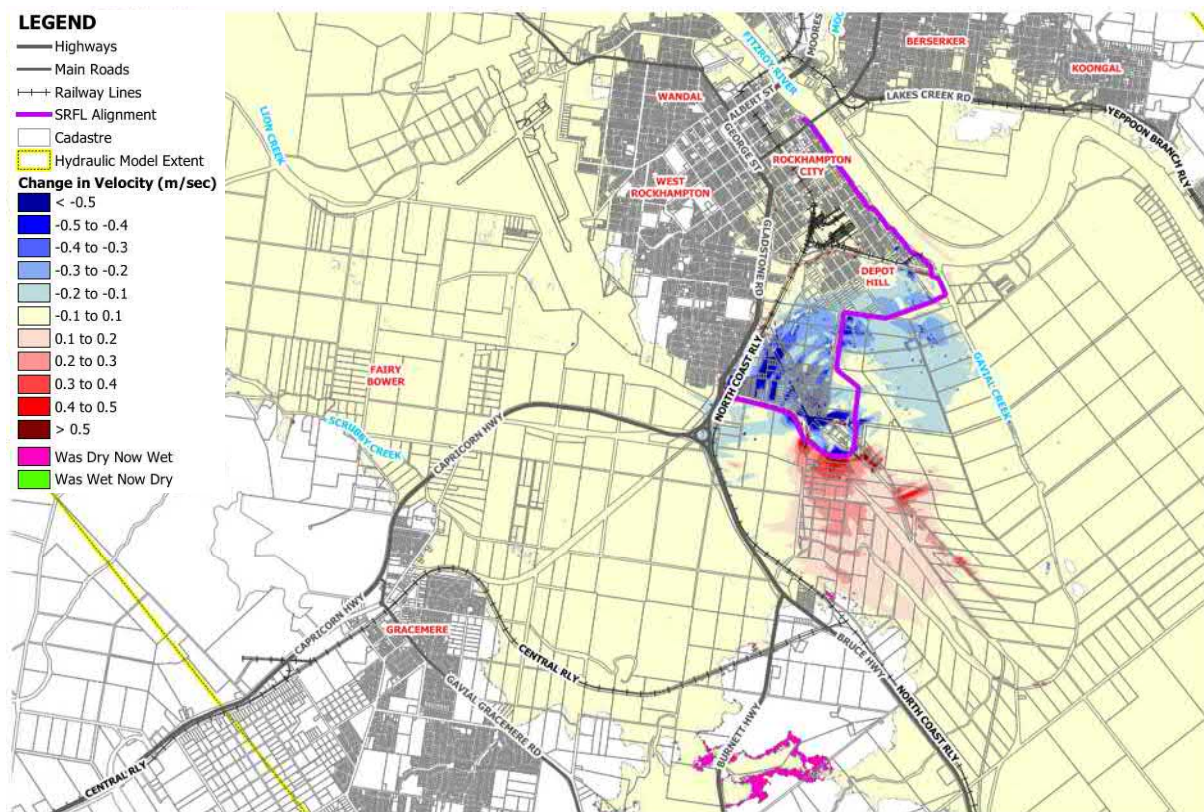 LEGEND
Highways
Main Roads
Railway Lines
SRFL Alignment
Cadastre
Hydraulic Model Extent
Change in Velocity (m/sec)
< -0.5
-0.5 to -0.4
-0.4 to -0.3
-0.3 to -0.2
-0.2 to -0.1
-0.1 to 0.1
0.1 to 0.2
0.2 to 0.3
0.3 to 0.4
0.4 to 0.5
> 0.5
Was Dry Now Wet
Was Wet Now Dry
MOORES
MOO
BERSERKER
KOONGAL
FITZROY RIVER
WANDAL
ALBERT ST
LAKES CREEK RD
YEPPOON BRANCH RLY
LION CREEK
GEORGE ST
ROCKHAMPTON
CITY
WEST
ROCKHAMPTON
GLADSTONE RD
DEPOT
HILL
NORTH COAST RLY
GAVIAL CREEK
FAIRY
BOWER
SCRUBBY CREEK
CAPRICORN HWY
CAPRICORN HWY
GRACEMERE
CENTRAL RLY
BRUCE HWY
GAVIAL GRACEMERE RD
BURNETT HWY
NORTH COAST RLY
CENTRAL RLY